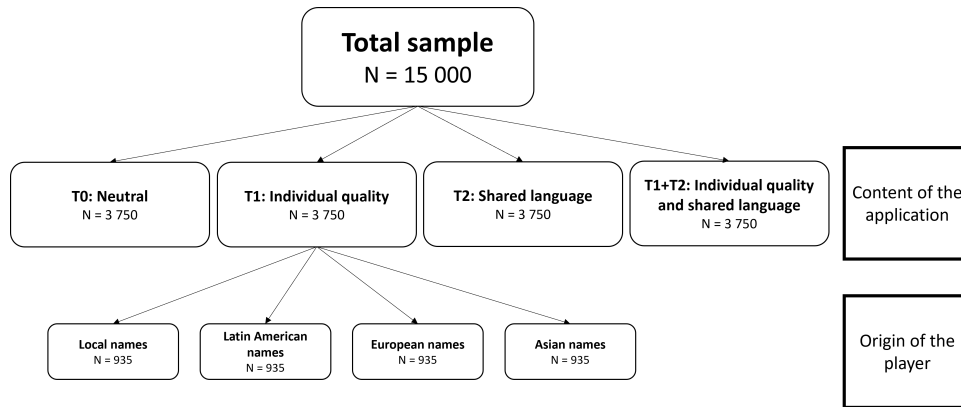 Total sample
N = 15 000
T0: Neutral
N = 3 750
T1: Individual quality
N = 3 750
T2: Shared language
N = 3 750
T1+T2: Individual quality
and shared language
N = 3 750
Content of the
application
Local names
N = 935
Latin American
names
N = 935
European names
N = 935
Asian names
N = 935
Origin of the
player